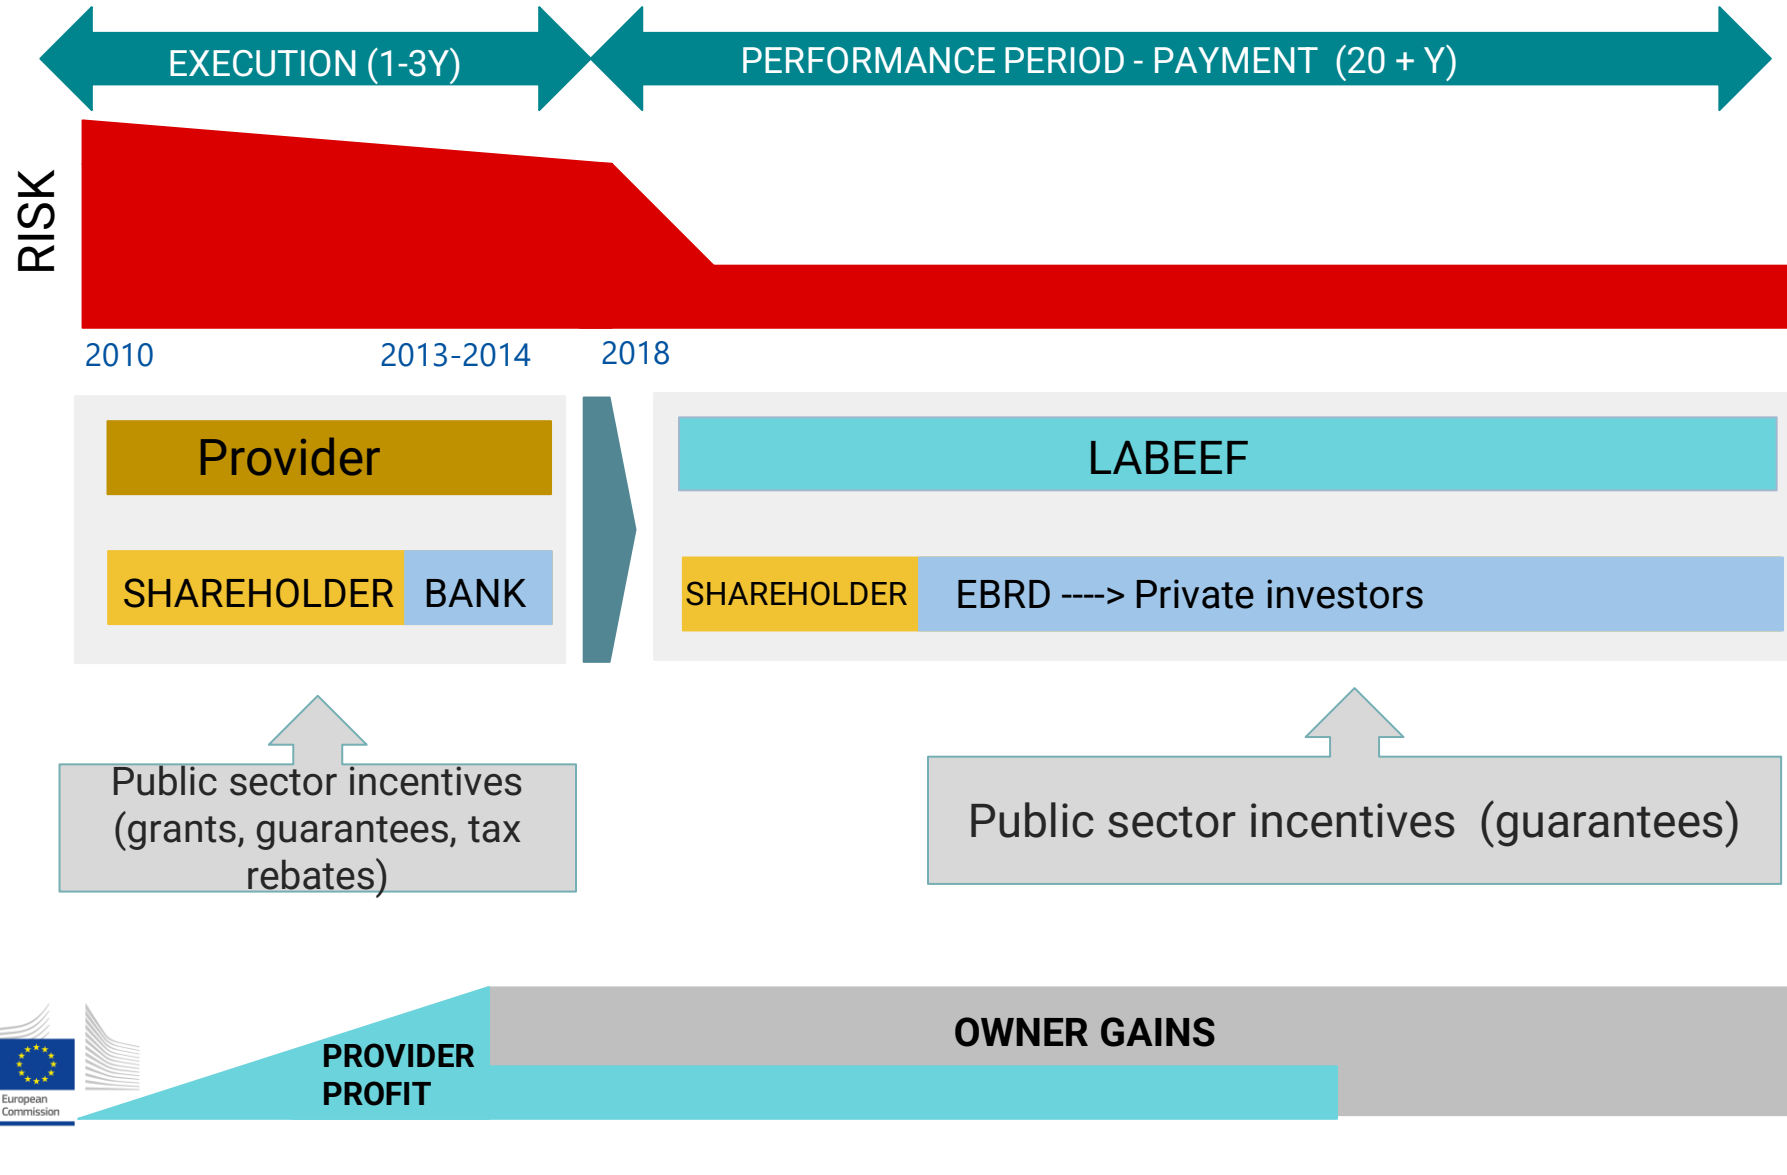 EXECUTION (1-3Y)
PERFORMANCE PERIOD - PAYMENT (20 + Y)
RISK
2010
2013-2014
2018
Provider
LABEEF
SHAREHOLDER
BANK
SHAREHOLDER
EBRD ----> Private investors
Public sector incentives
(grants, guarantees, tax
rebates)
Public sector incentives (guarantees)
OWNER GAINS
PROVIDER
PROFIT
European
Commission